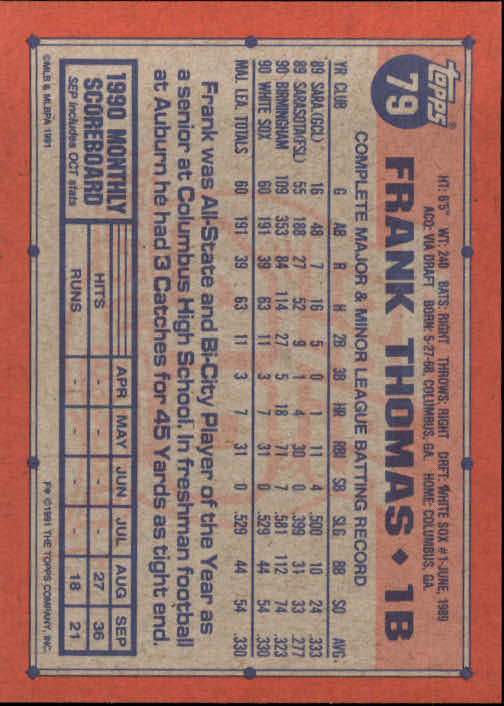 topps®
79
HT: 6'5" WT: 240 BATS: RIGHT THROWS: RIGHT DRFT: WHITE SOX #1-JUNE, 1989
ACQ: VIA DRAFT BORN: 5-27-68, COLUMBUS, GA. HOME: COLUMBUS, GA.
FRANK THOMAS ♦ 1B
COMPLETE MAJOR & MINOR LEAGUE BATTING RECORD
YR CLUB G AB R H 2B 3B HR RBI SB SLG BB SO AVG.
89 SARA.(GCL) 16 48 7 16 5 0 1 11 4 .500 10 24 .333
89 SARASOTA(FSL) 55 188 27 52 9 1 4 30 0 .399 31 33 .277
90 BIRMINGHAM 109 353 84 114 27 5 18 71 7 .581 112 74 .323
90 WHITE SOX 60 191 39 63 11 3 7 31 0 .529 44 54 .330
MAJ. LEA. TOTALS 60 191 39 63 11 3 7 31 0 .529 44 54 .330
Frank was All-State and Bi-City Player of the Year as
a senior at Columbus High School. In freshman football
at Auburn he had 3 Catches for 45 Yards as tight end.
1990 MONTHLY
SCOREBOARD
SEP includes OCT stats
APR MAY JUN JUL AUG SEP
HITS - - - - 27 36
RUNS - - - - 18 21
©MLB & MLBPA 1991
F* ©1991 THE TOPPS COMPANY, INC.